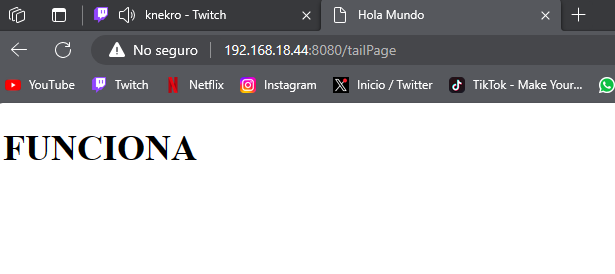 knekro - Twitch
Hola Mundo
No seguro
192.168.18.44:8080/tailPage
YouTube
Twitch
Netflix
Instagram
Inicio / Twitter
TikTok - Make Your...
FUNCIONA